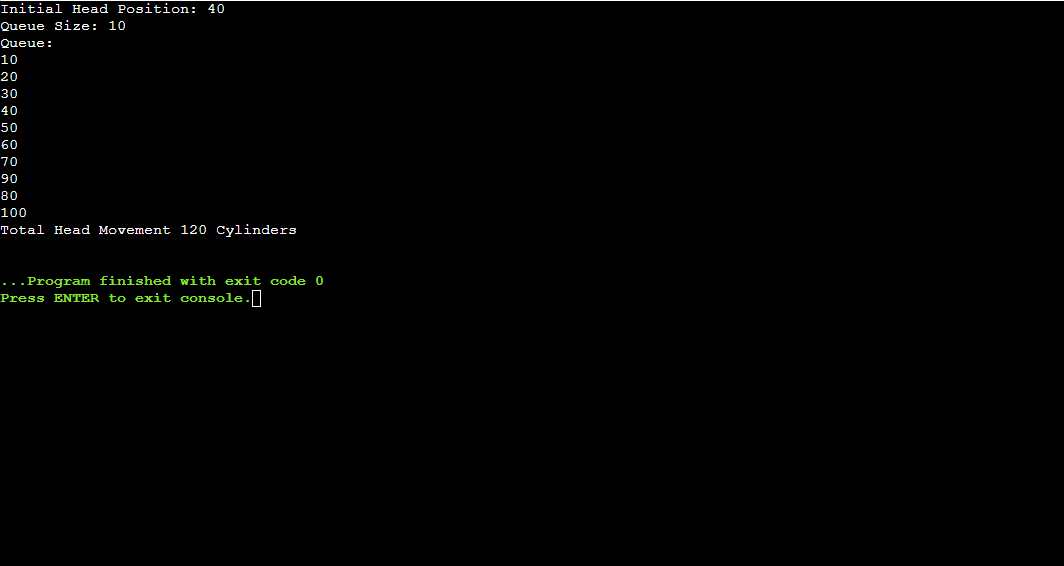 Initial Head Position: 40
Queue Size: 10
Queue:
10
20
30
40
50
60
70
90
80
100
Total Head Movement 120 Cylinders
...Program finished with exit code 0
Press ENTER to exit console.